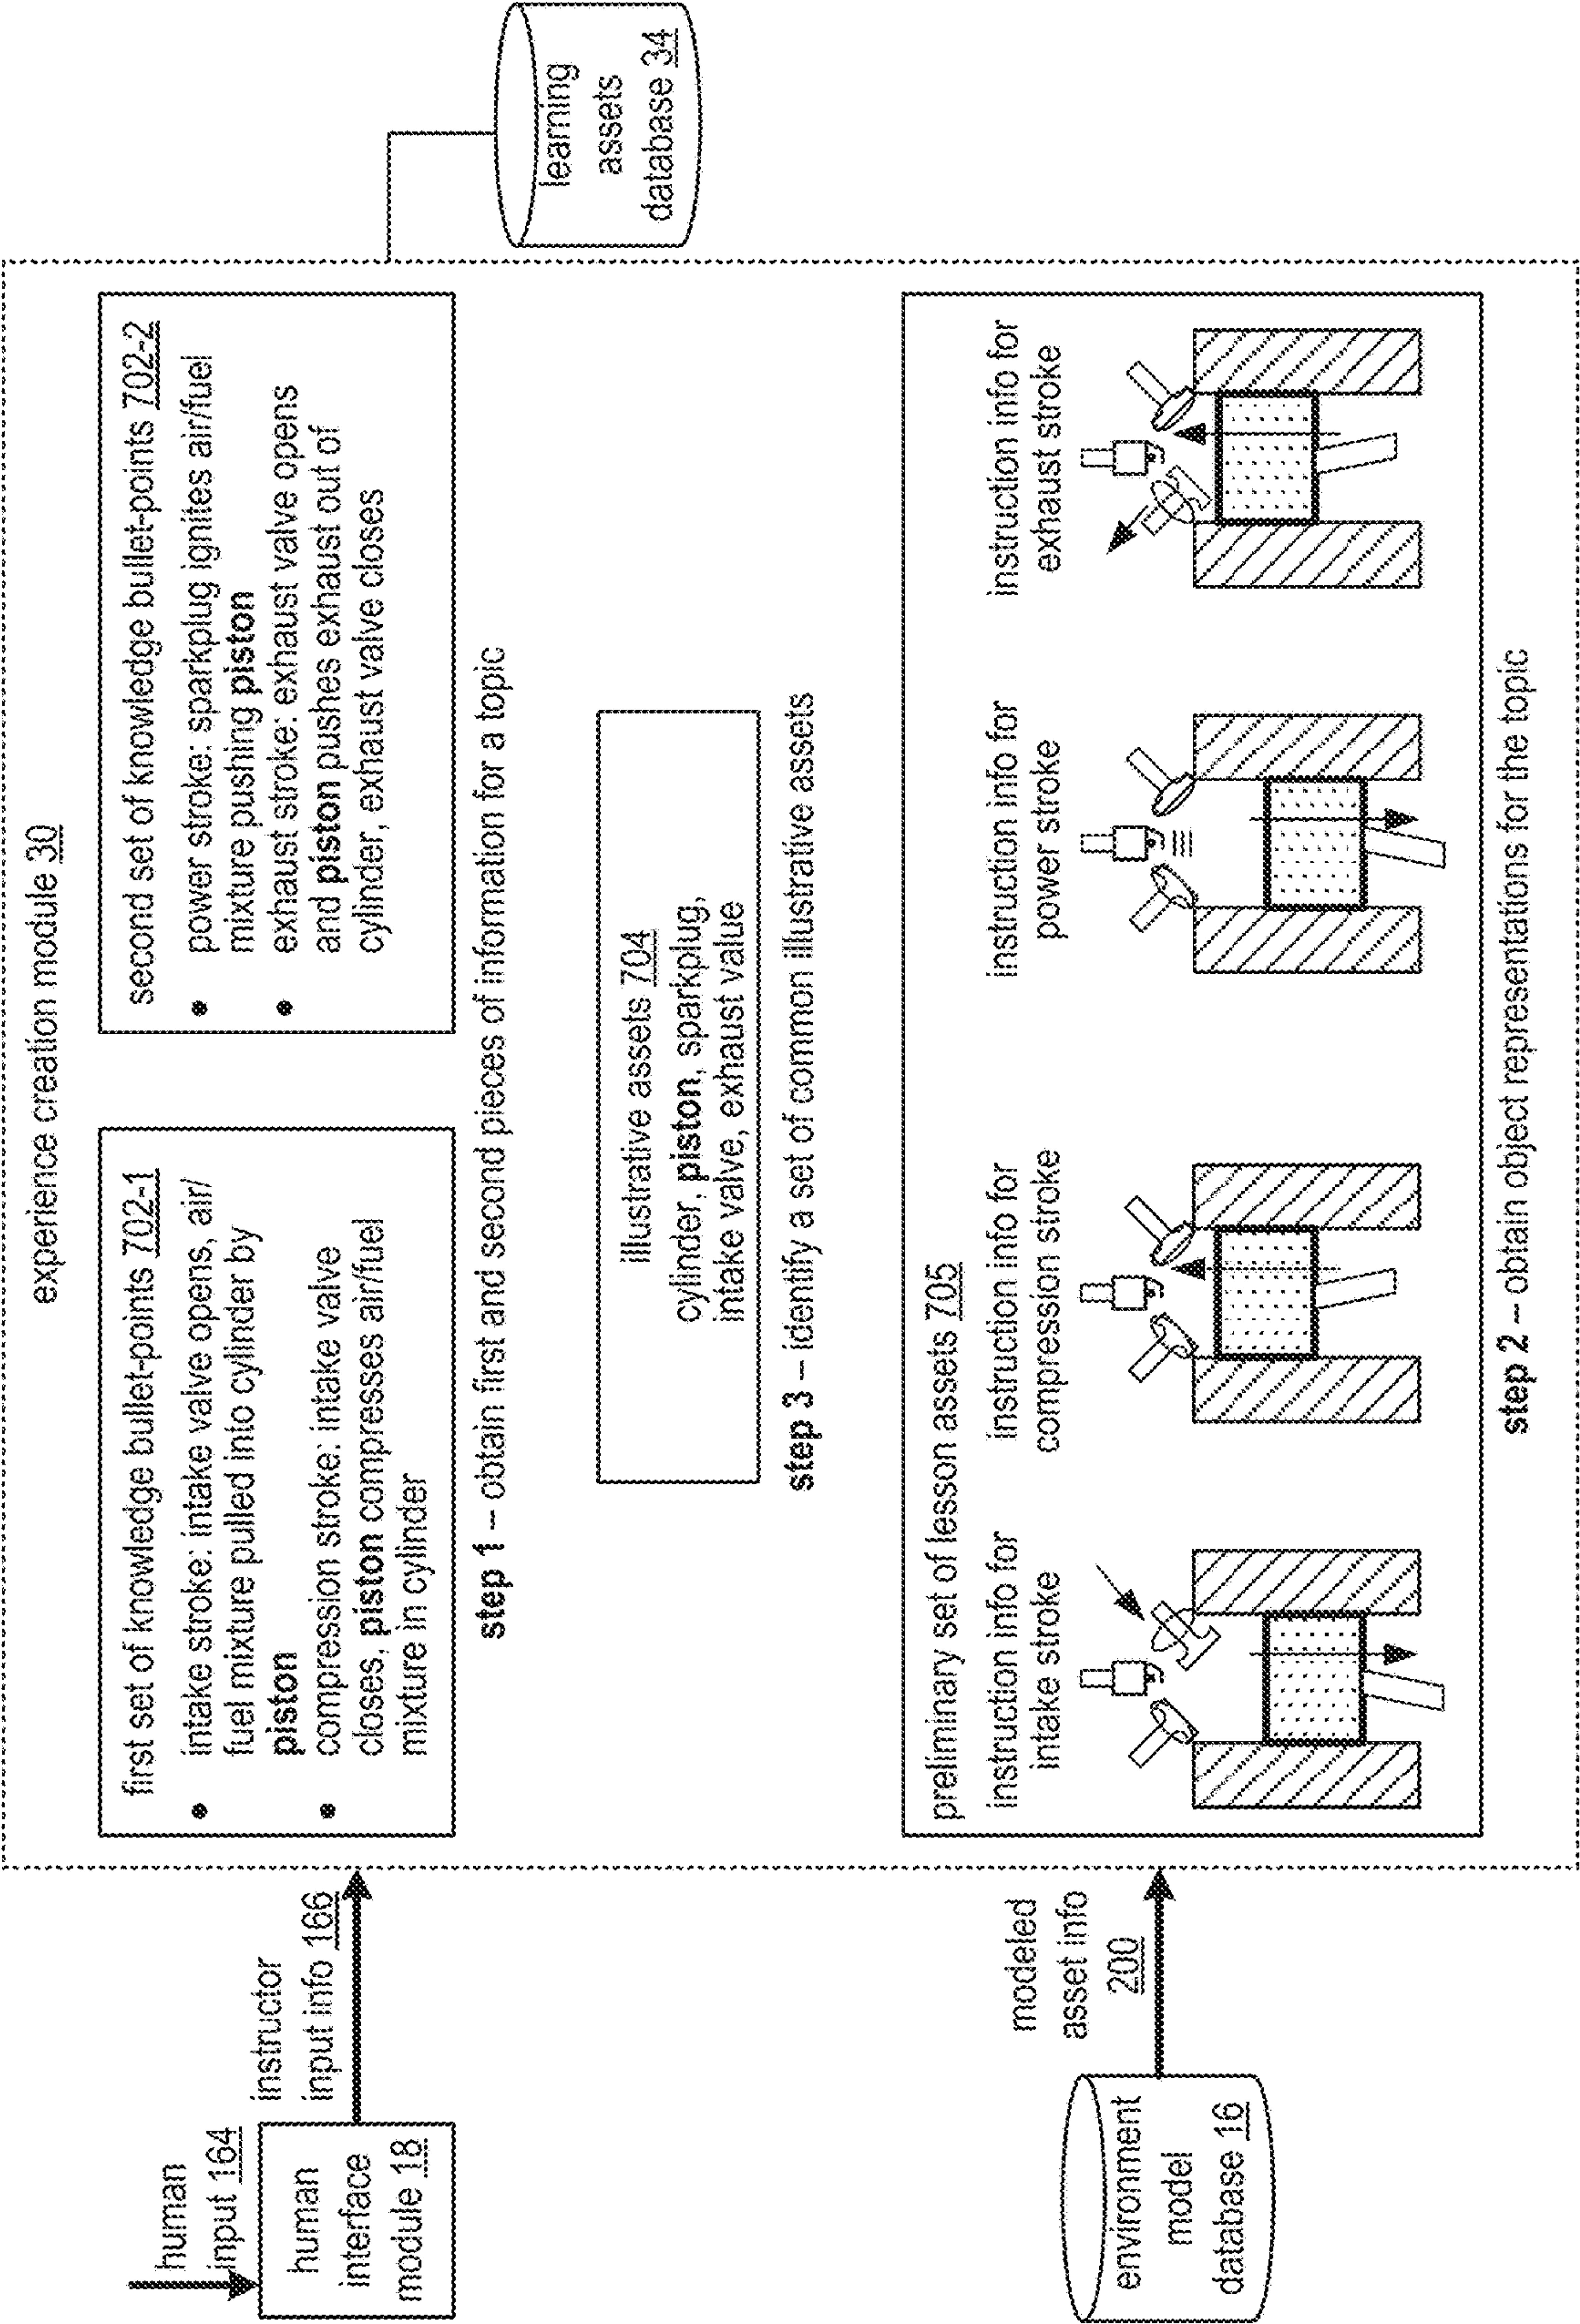 experience creation module 30
human
input 164
human
interface
module 18
instructor
input info 166
first set of knowledge bullet-points 702-1
• intake stroke: intake valve opens, air/
fuel mixture pulled into cylinder by
piston
• compression stroke: intake valve
closes, piston compresses air/fuel
mixture in cylinder
second set of knowledge bullet-points 702-2
• power stroke: sparkplug ignites air/fuel
mixture pushing piston
• exhaust stroke: exhaust valve opens
and piston pushes exhaust out of
cylinder, exhaust valve closes
step 1 – obtain first and second pieces of information for a topic
learning
assets
database 34
illustrative assets 704
cylinder, piston, sparkplug,
intake valve, exhaust value
step 3 – identify a set of common illustrative assets
environment
model
database 16
modeled
asset info
200
preliminary set of lesson assets 705
instruction info for
intake stroke
instruction info for
compression stroke
instruction info for
power stroke
instruction info for
exhaust stroke
step 2 – obtain object representations for the topic